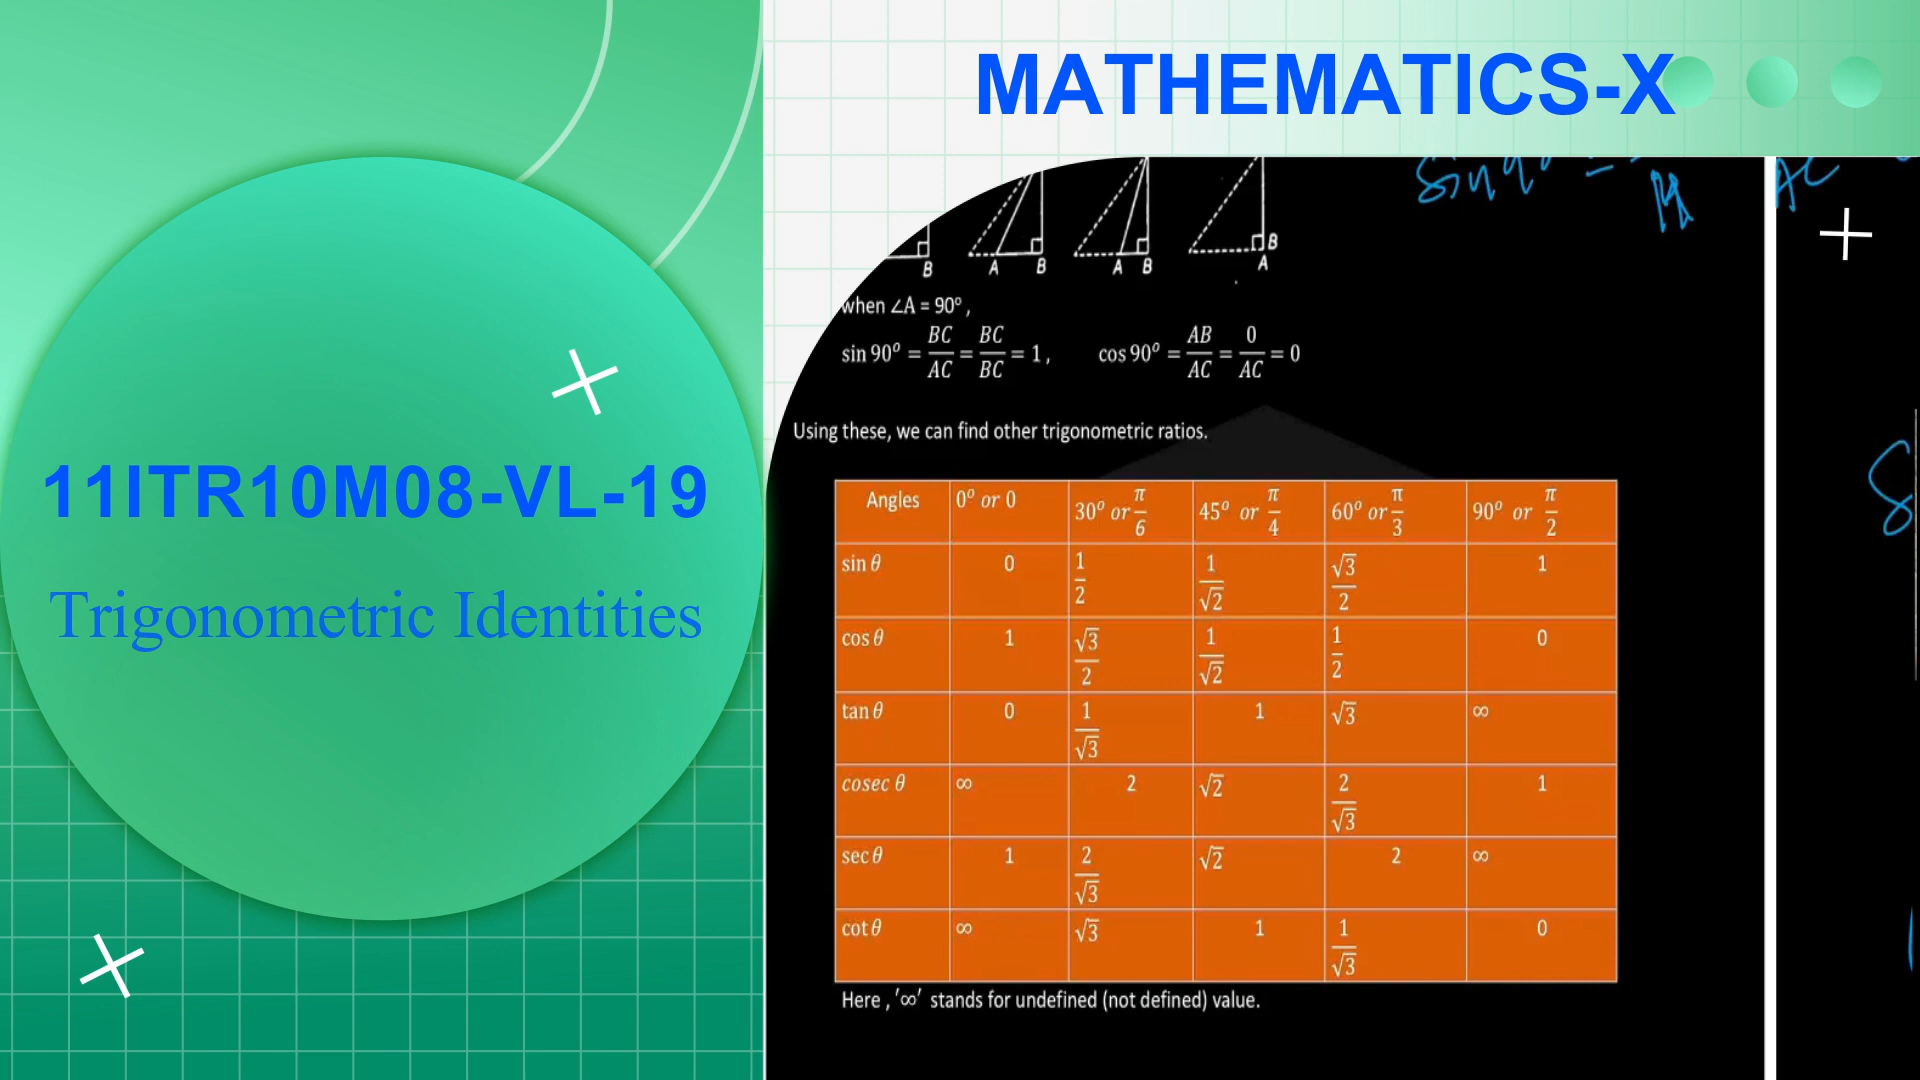 MATHEMATICS-X
11ITR10M08-VL-19
Trigonometric Identities
B A B A B B A
when ∠A = 90°,
sin 90° = BC/AC = BC/BC = 1, cos 90° = AB/AC = 0/AC = 0
Using these, we can find other trigonometric ratios.
Angles 0° or 0 30° or π/6 45° or π/4 60° or π/3 90° or π/2
sin θ 0 1/2 1/√2 √3/2 1
cos θ 1 √3/2 1/√2 1/2 0
tan θ 0 1/√3 1 √3 ∞
cosec θ ∞ 2 √2 2/√3 1
sec θ 1 2/√3 √2 2 ∞
cot θ ∞ √3 1 1/√3 0
Here , '∞' stands for undefined (not defined) value.